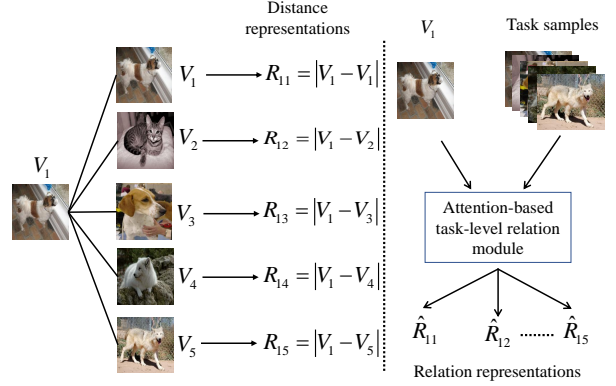 Distance
representations
V1
V1
R11 = |V1 − V1|
V2
R12 = |V1 − V2|
V3
R13 = |V1 − V3|
V4
R14 = |V1 − V4|
V5
R15 = |V1 − V5|
V1
Task samples
Attention-based
task-level relation
module
R̂11 R̂12 ........ R̂15
Relation representations